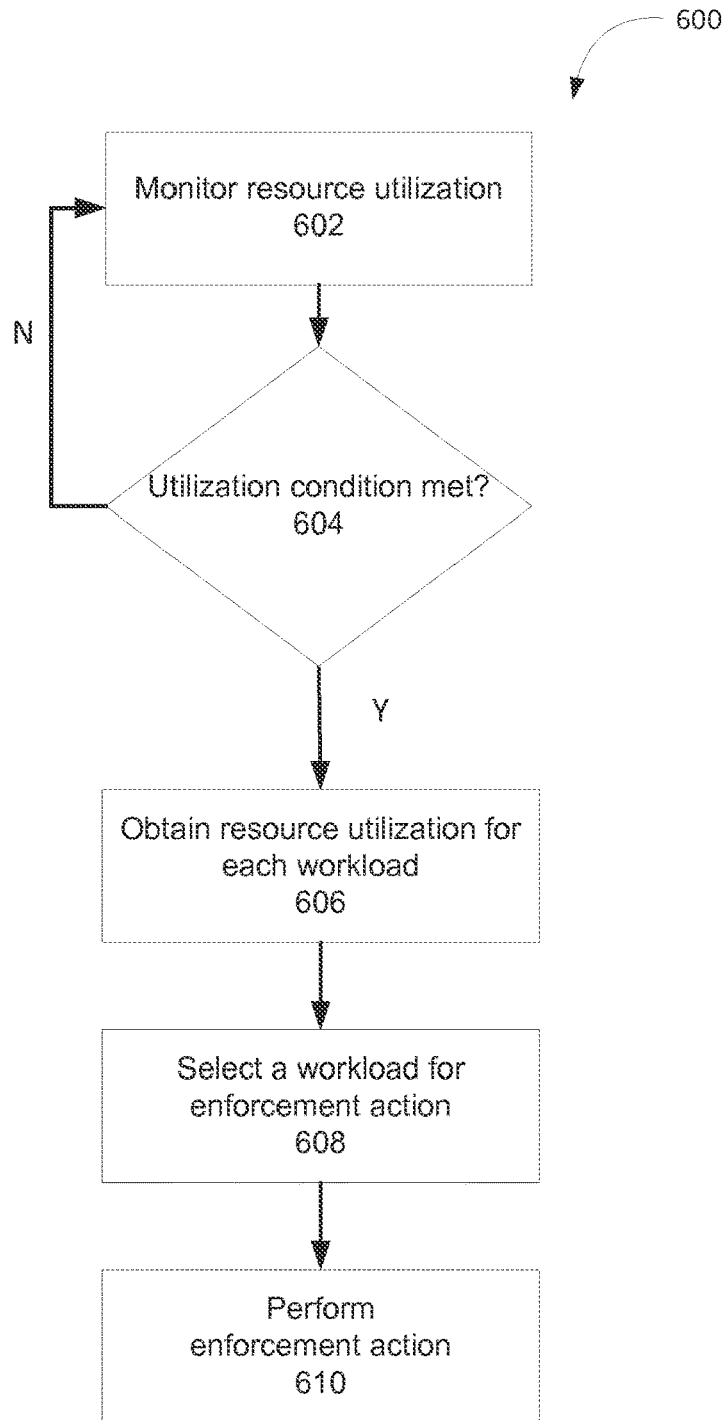 600
Monitor resource utilization
602
N
Utilization condition met?
604
Y
Obtain resource utilization for
each workload
606
Select a workload for
enforcement action
608
Perform
enforcement action
610